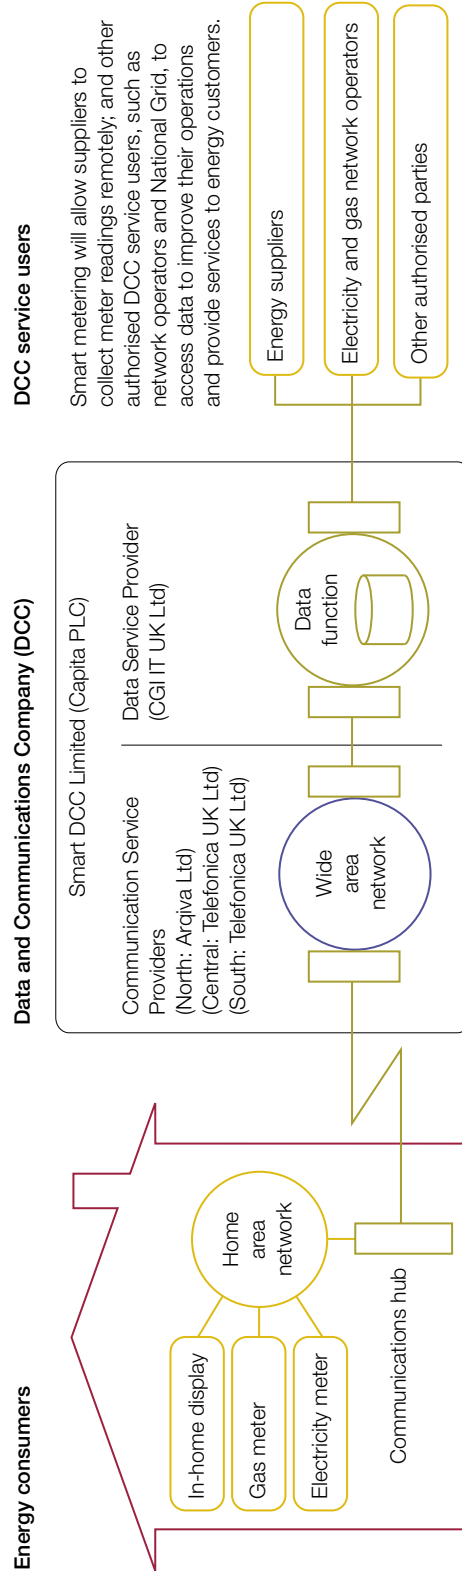 Energy consumers
In-home display
Gas meter
Electricity meter
Home
area
network
Communications hub
Data and Communications Company (DCC)
Smart DCC Limited (Capita PLC)
Communication Service
Providers
(North: Arqiva Ltd)
(Central: Telefonica UK Ltd)
(South: Telefonica UK Ltd)
Wide
area
network
Data Service Provider
(CGI IT UK Ltd)
Data
function
DCC service users
Smart metering will allow suppliers to
collect meter readings remotely; and other
authorised DCC service users, such as
network operators and National Grid, to
access data to improve their operations
and provide services to energy customers.
Energy suppliers
Electricity and gas network operators
Other authorised parties